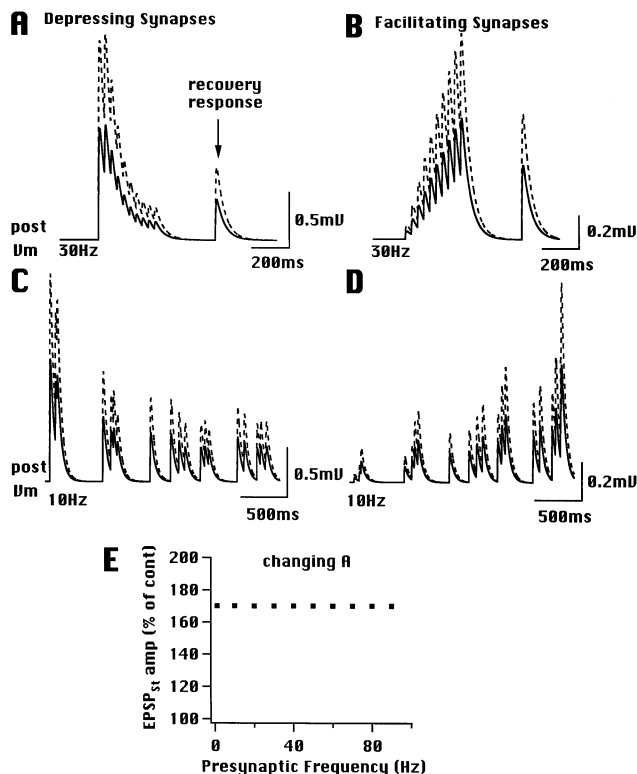 A Depressing Synapses
B Facilitating Synapses
recovery
response
post
Vm
30Hz
0.5mV
200ms
30Hz
0.2mV
200ms
C
D
post
Vm
10Hz
0.5mV
500ms
10Hz
0.2mV
500ms
E
changing A
EPSPst amp (% of cont)
200
180
160
140
120
100
0 40 80
Presynaptic Frequency (Hz)